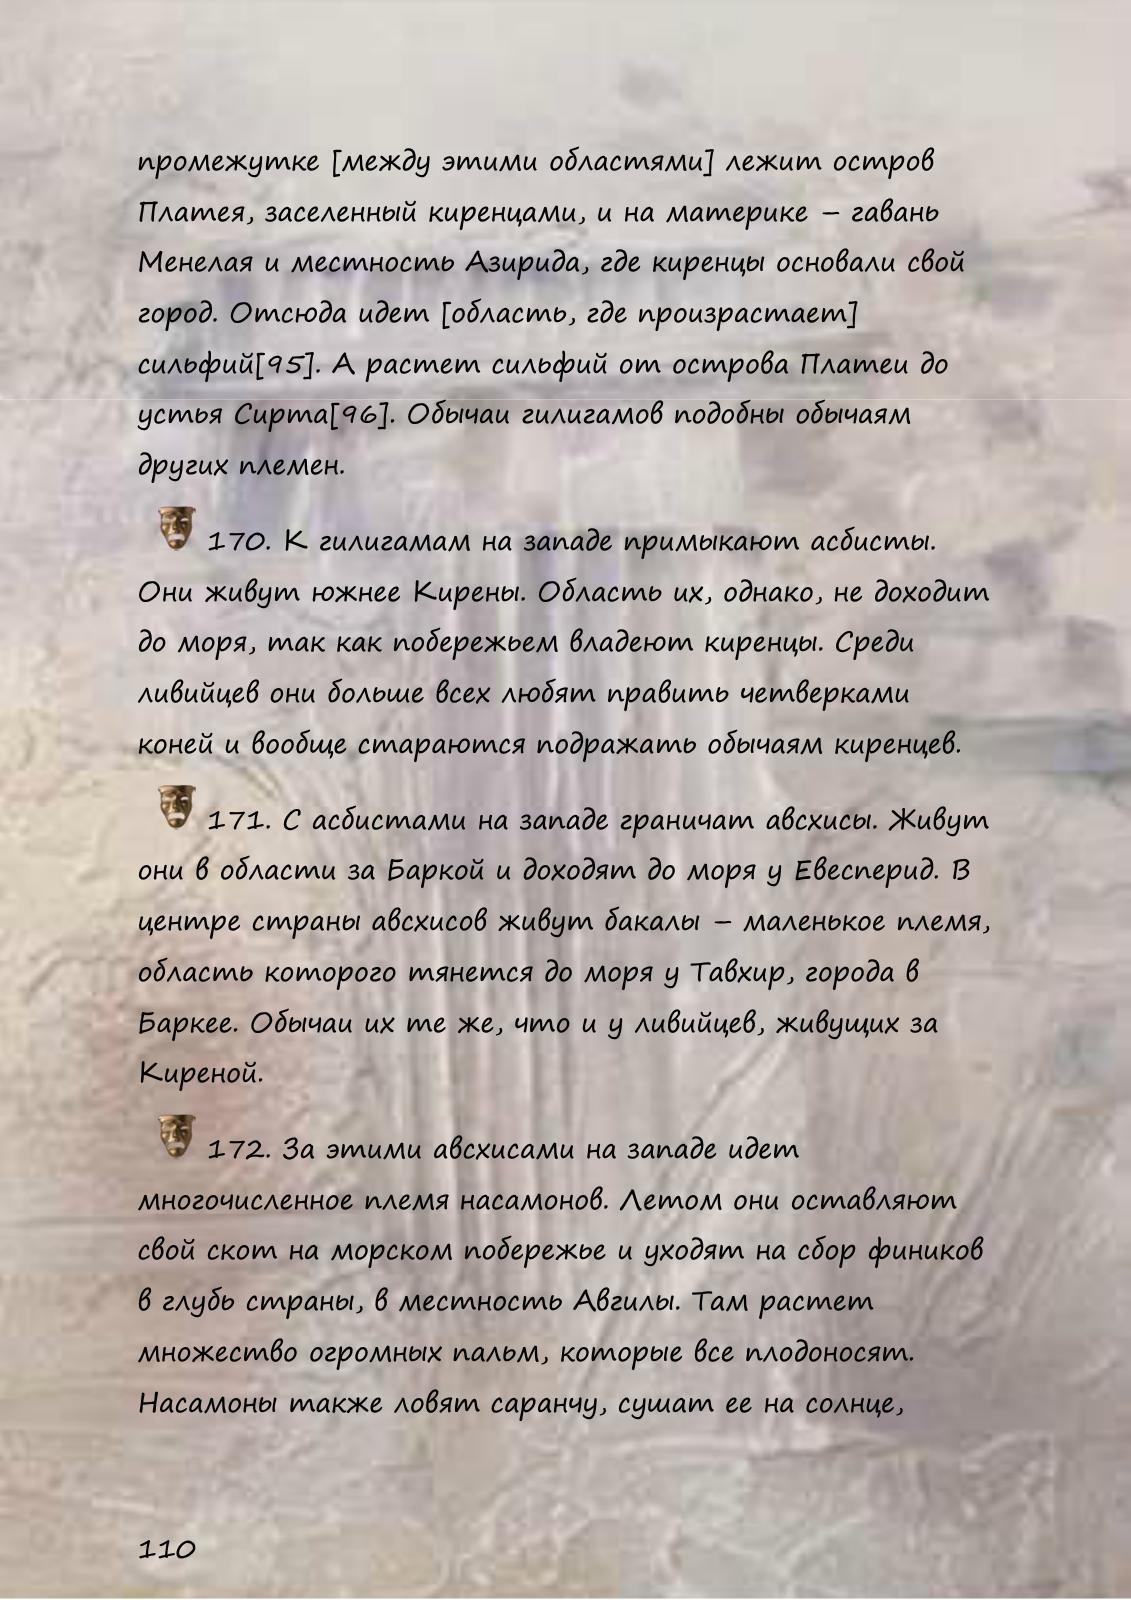 промежутке [между этими областями] лежит остров
Платея, заселенный киренцами, и на материке – гавань
Менелая и местность Азирида, где киренцы основали свой
город. Отсюда идет [область, где произрастает]
сильфий[95]. А растет сильфий от острова Платеи до
устья Сирта[96]. Обычаи гилигамов подобны обычаям
других племен.
170. К гилигамам на западе примыкают асбисты.
Они живут южнее Кирены. Область их, однако, не доходит
до моря, так как побережьем владеют киренцы. Среди
ливийцев они больше всех любят править четверками
коней и вообще стараются подражать обычаям киренцев.
171. С асбистами на западе граничат авсхисы. Живут
они в области за Баркой и доходят до моря у Евесперид. В
центре страны авсхисов живут бакалы – маленькое племя,
область которого тянется до моря у Тавхир, города в
Баркее. Обычаи их те же, что и у ливийцев, живущих за
Киреной.
172. За этими авсхисами на западе идет
многочисленное племя насамонов. Летом они оставляют
свой скот на морском побережье и уходят на сбор фиников
в глубь страны, в местность Авгилы. Там растет
множество огромных пальм, которые все плодоносят.
Насамоны также ловят саранчу, сушат ее на солнце,
110